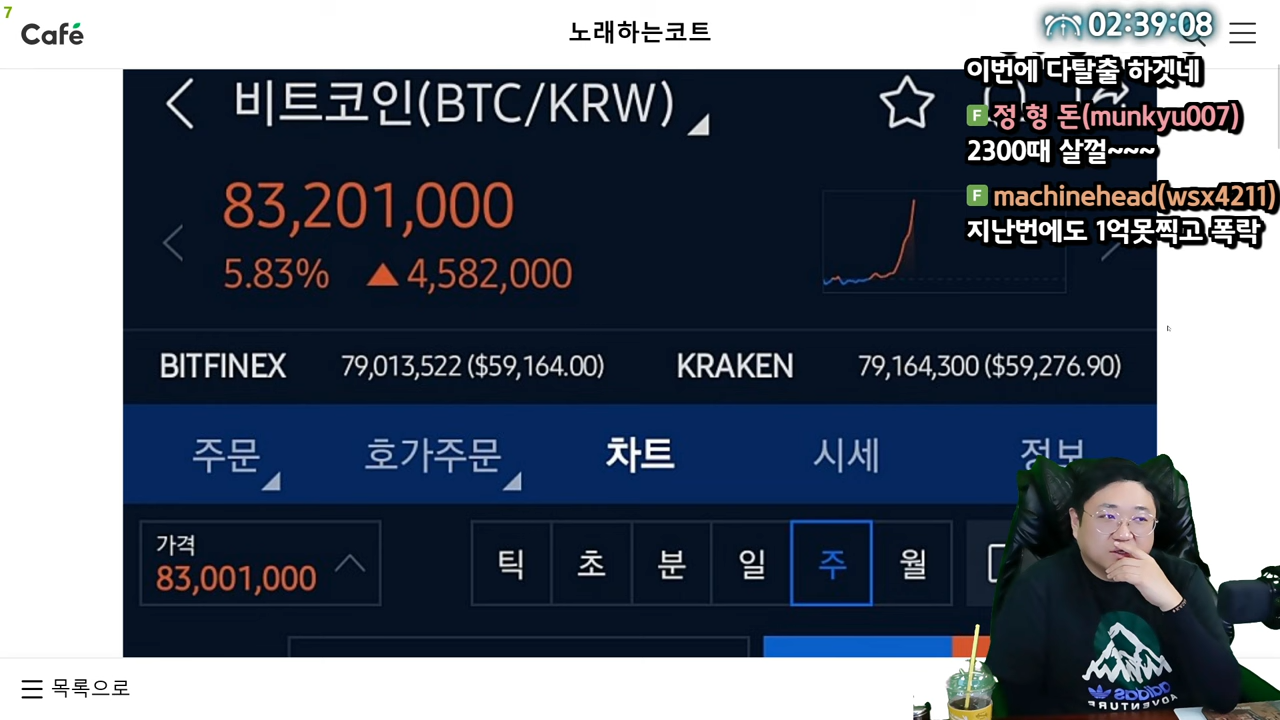 7
Café
노래하는코트
02:39:08
이번에 다탈출 하겟네
F 정 형 돈(munkyu007)
2300때 살껄~~~
F machinehead(wsx4211)
지난번에도 1억못찍고 폭락
비트코인(BTC/KRW)
83,201,000
5.83% ▲4,582,000
BITFINEX 79,013,522 ($59,164.00) KRAKEN 79,164,300 ($59,276.90)
주문 호가주문 차트 시세 정보
가격
83,001,000
틱 초 분 일 주 월
adidas
ADVENTURE
목록으로